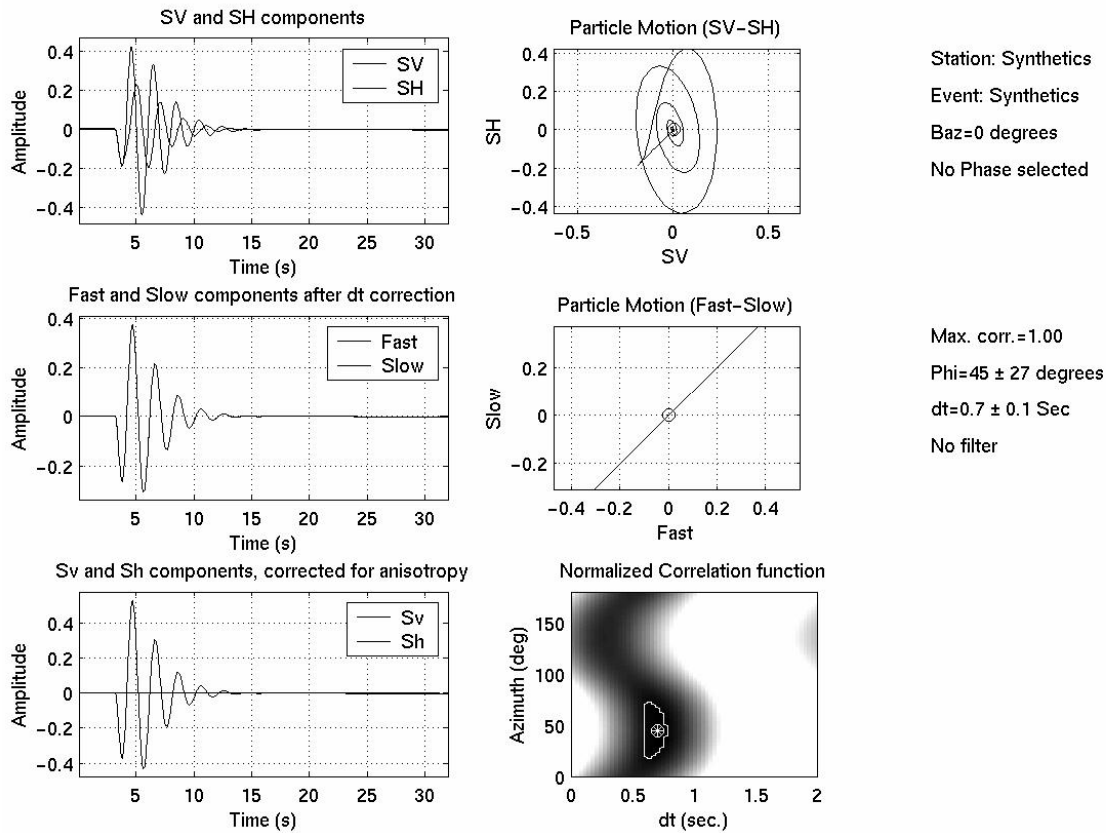 SV and SH components
0.4
0.2
0
−0.2
−0.4
Amplitude
SV
SH
5 10 15 20 25 30
Time (s)
Particle Motion (SV−SH)
0.4
0.2
0
−0.2
−0.4
SH
−0.5 0 0.5
SV
Station: Synthetics
Event: Synthetics
Baz=0 degrees
No Phase selected
Fast and Slow components after dt correction
0.4
0.2
0
−0.2
Amplitude
Fast
Slow
5 10 15 20 25 30
Time (s)
Particle Motion (Fast−Slow)
0.2
0
−0.2
Slow
−0.4 −0.2 0 0.2 0.4
Fast
Max. corr.=1.00
Phi=45 ± 27 degrees
dt=0.7 ± 0.1 Sec
No filter
Sv and Sh components, corrected for anisotropy
0.4
0.2
0
−0.2
−0.4
Amplitude
Sv
Sh
5 10 15 20 25 30
Time (s)
Normalized Correlation function
150
100
50
0
Azimuth (deg)
0 0.5 1 1.5 2
dt (sec.)